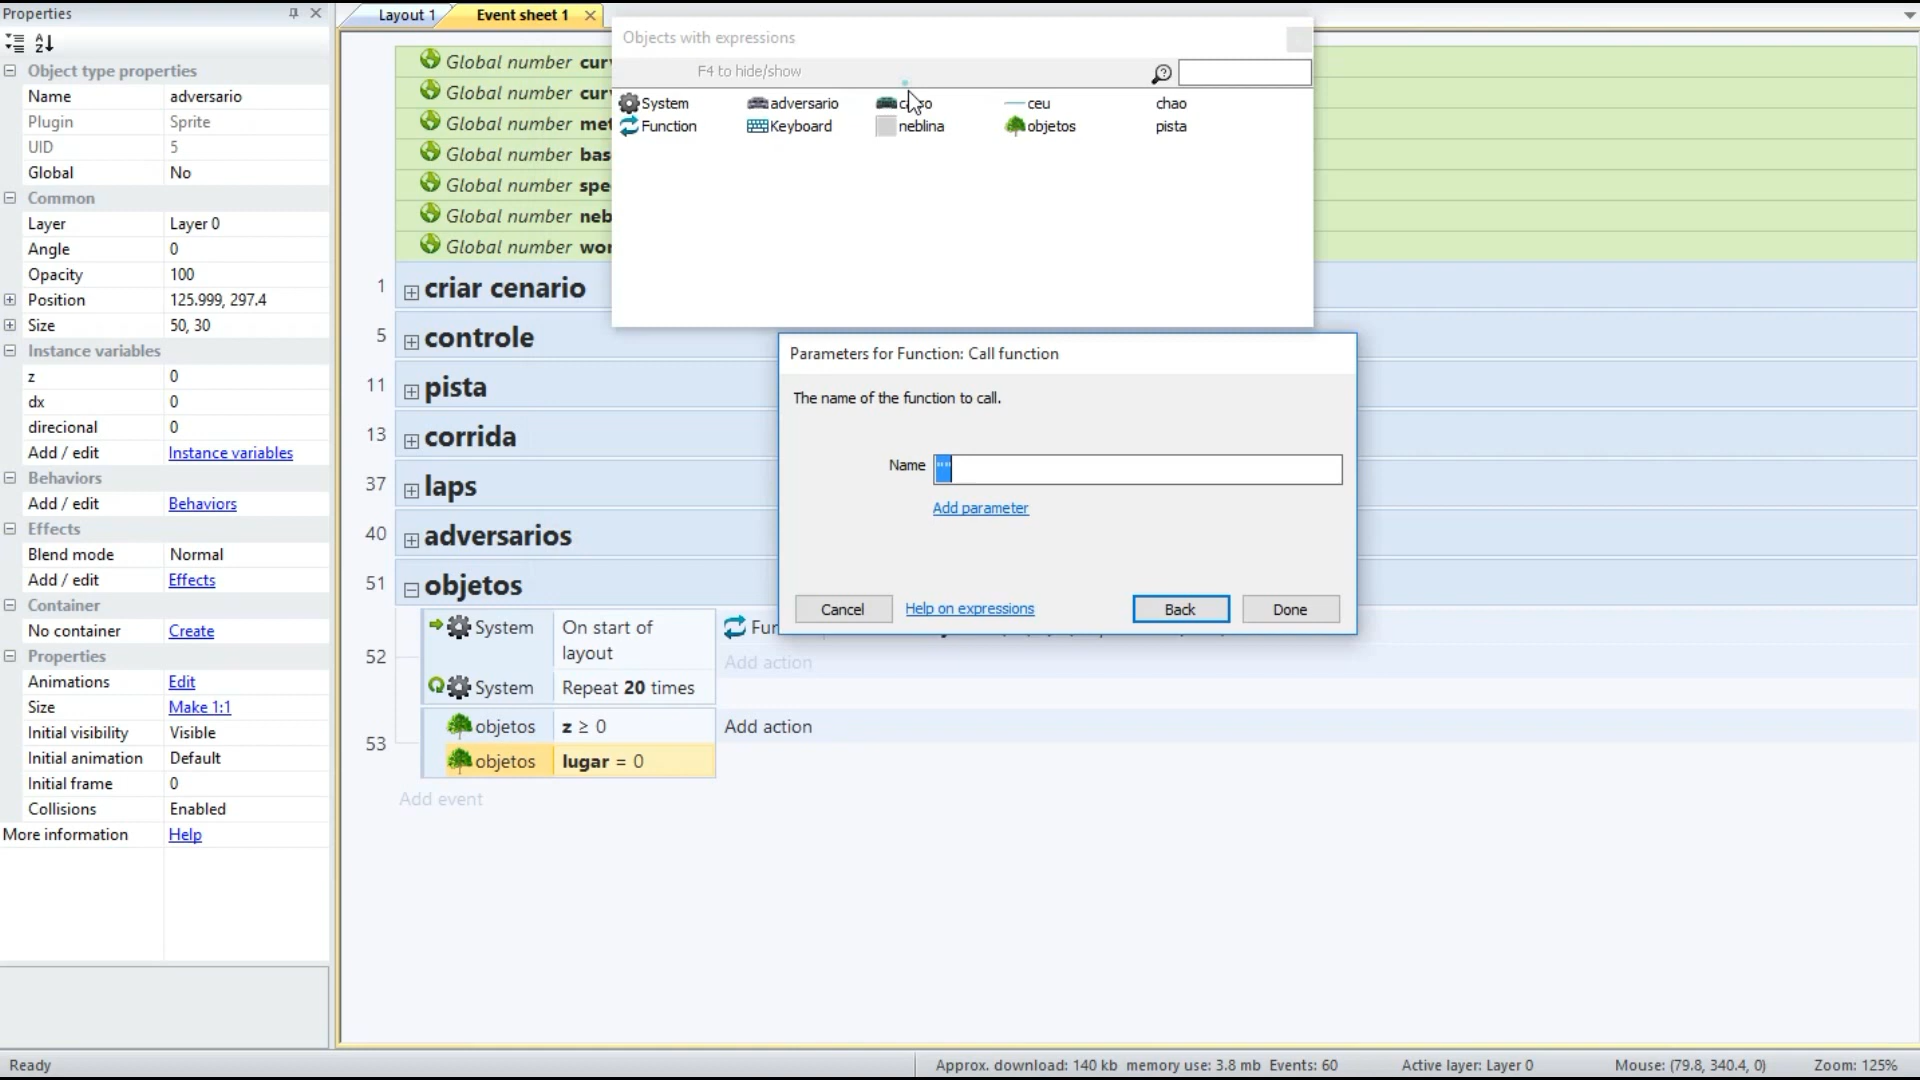 Properties
Object type properties
Name adversario
Plugin Sprite
UID 5
Global No
Common
Layer Layer 0
Angle 0
Opacity 100
Position 125.999, 297.4
Size 50, 30
Instance variables
z 0
dx 0
direcional 0
Add / edit Instance variables
Behaviors
Add / edit Behaviors
Effects
Blend mode Normal
Add / edit Effects
Container
No container Create
Properties
Animations Edit
Size Make 1:1
Initial visibility Visible
Initial animation Default
Initial frame 0
Collisions Enabled
More information Help
Layout 1 Event sheet 1
Global number
Global number
Global number
Global number
Global number
Global number
Global number
1 criar cenario
5 controle
11 pista
13 corrida
37 laps
40 adversarios
51 objetos
52 System On start of layout
Add action
System Repeat 20 times
53 objetos z ≥ 0 Add action
objetos lugar = 0
Add event
Objects with expressions
F4 to hide/show
System adversario ceu chao
Function Keyboard neblina objetos pista
Parameters for Function: Call function
The name of the function to call.
Name ""
Add parameter
Cancel Help on expressions Back Done
Ready Approx. download: 140 kb memory use: 3.8 mb Events: 60 Active layer: Layer 0 Mouse: (79.8, 340.4, 0) Zoom: 125%